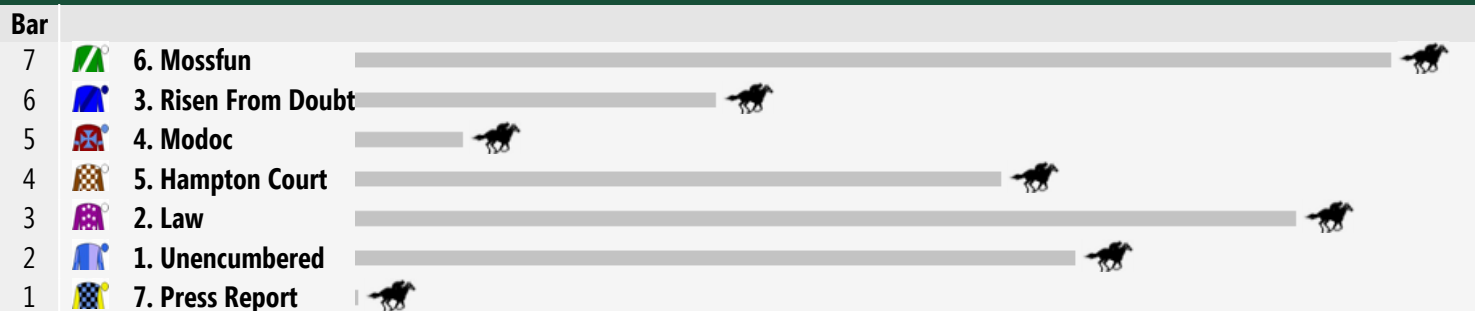 Bar
7 6. Mossfun
6 3. Risen From Doubt
5 4. Modoc
4 5. Hampton Court
3 2. Law
2 1. Unencumbered
1 7. Press Report